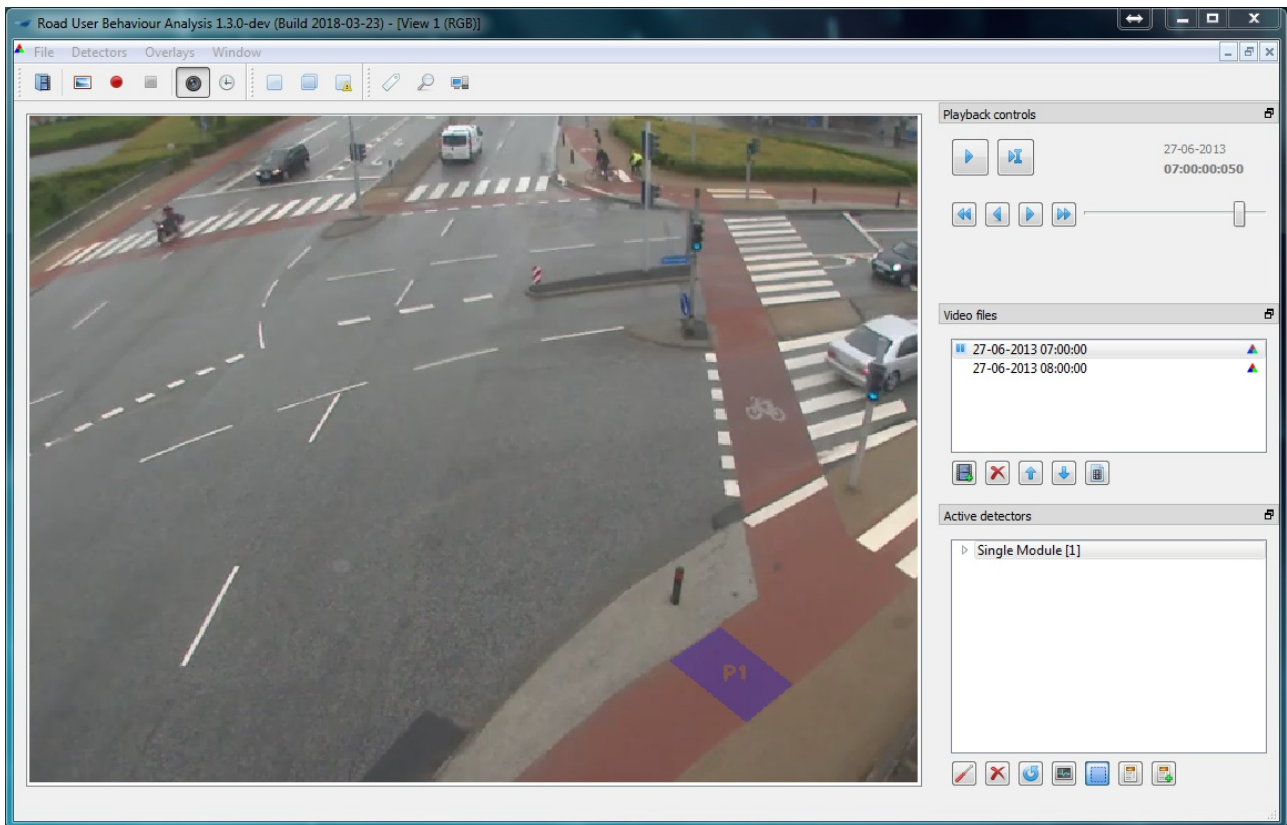 Road User Behaviour Analysis 1.3.0-dev (Build 2018-03-23) - [View 1 (RGB)]
File Detectors Overlays Window
Playback controls
27-06-2013
07:00:00:050
Video files
27-06-2013 07:00:00
27-06-2013 08:00:00
Active detectors
Single Module [1]
P1